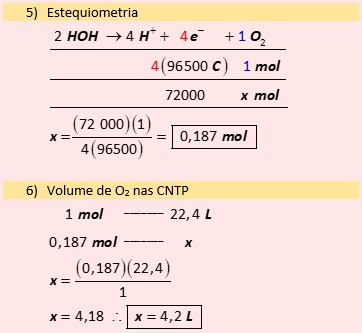 5) Estequiometria
2 HOH → 4 H⁺ + 4e⁻ + 1 O₂
4(96500 C) 1 mol
72000 x mol
x = (72 000)(1) / 4(96500) = 0,187 mol
6) Volume de O₂ nas CNTP
1 mol ------- 22,4 L
0,187 mol ------- x
x = (0,187)(22,4) / 1
x = 4,18 ∴ x = 4,2 L